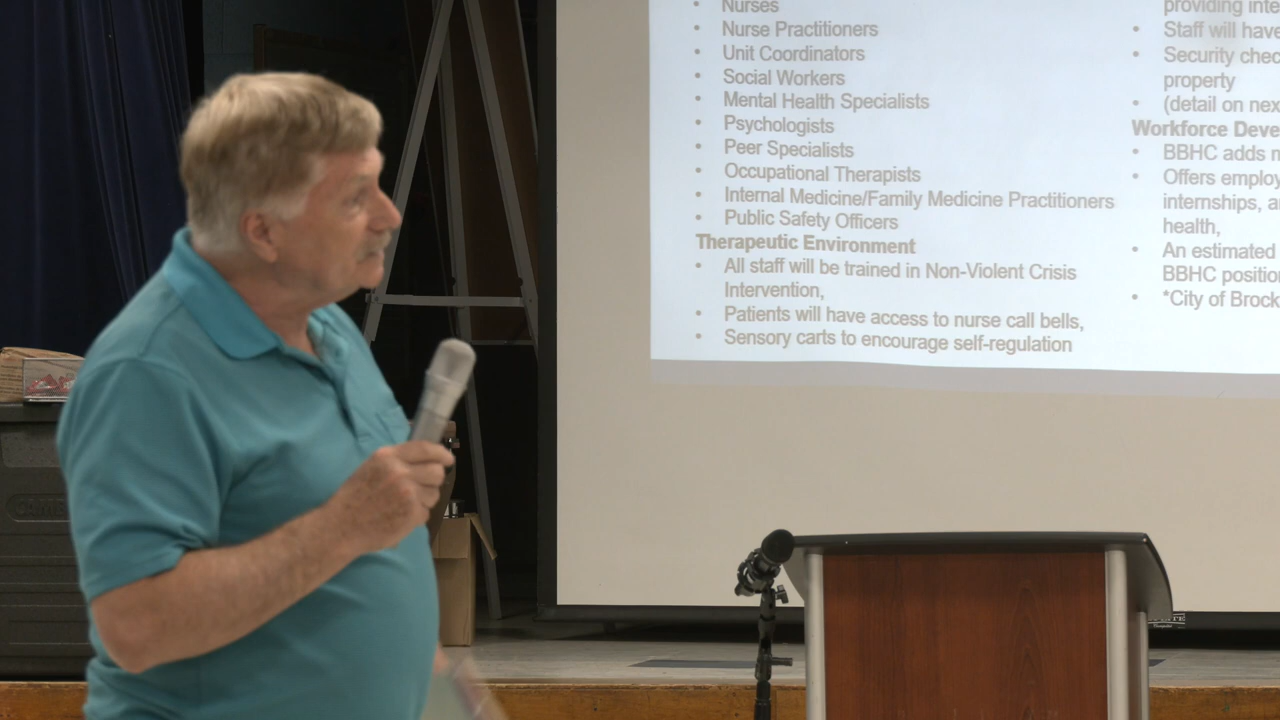 • Nurses
• Nurse Practitioners
• Unit Coordinators
• Social Workers
• Mental Health Specialists
• Psychologists
• Peer Specialists
• Occupational Therapists
• Internal Medicine/Family Medicine Practitioners
• Public Safety Officers
Therapeutic Environment
• All staff will be trained in Non-Violent Crisis
Intervention,
• Patients will have access to nurse call bells,
• Sensory carts to encourage self-regulation
providing inte
• Staff will have
• Security chec
property
• (detail on nex
Workforce Deve
• BBHC adds n
• Offers employ
internships, a
health,
• An estimated
BBHC positio
• *City of Brock